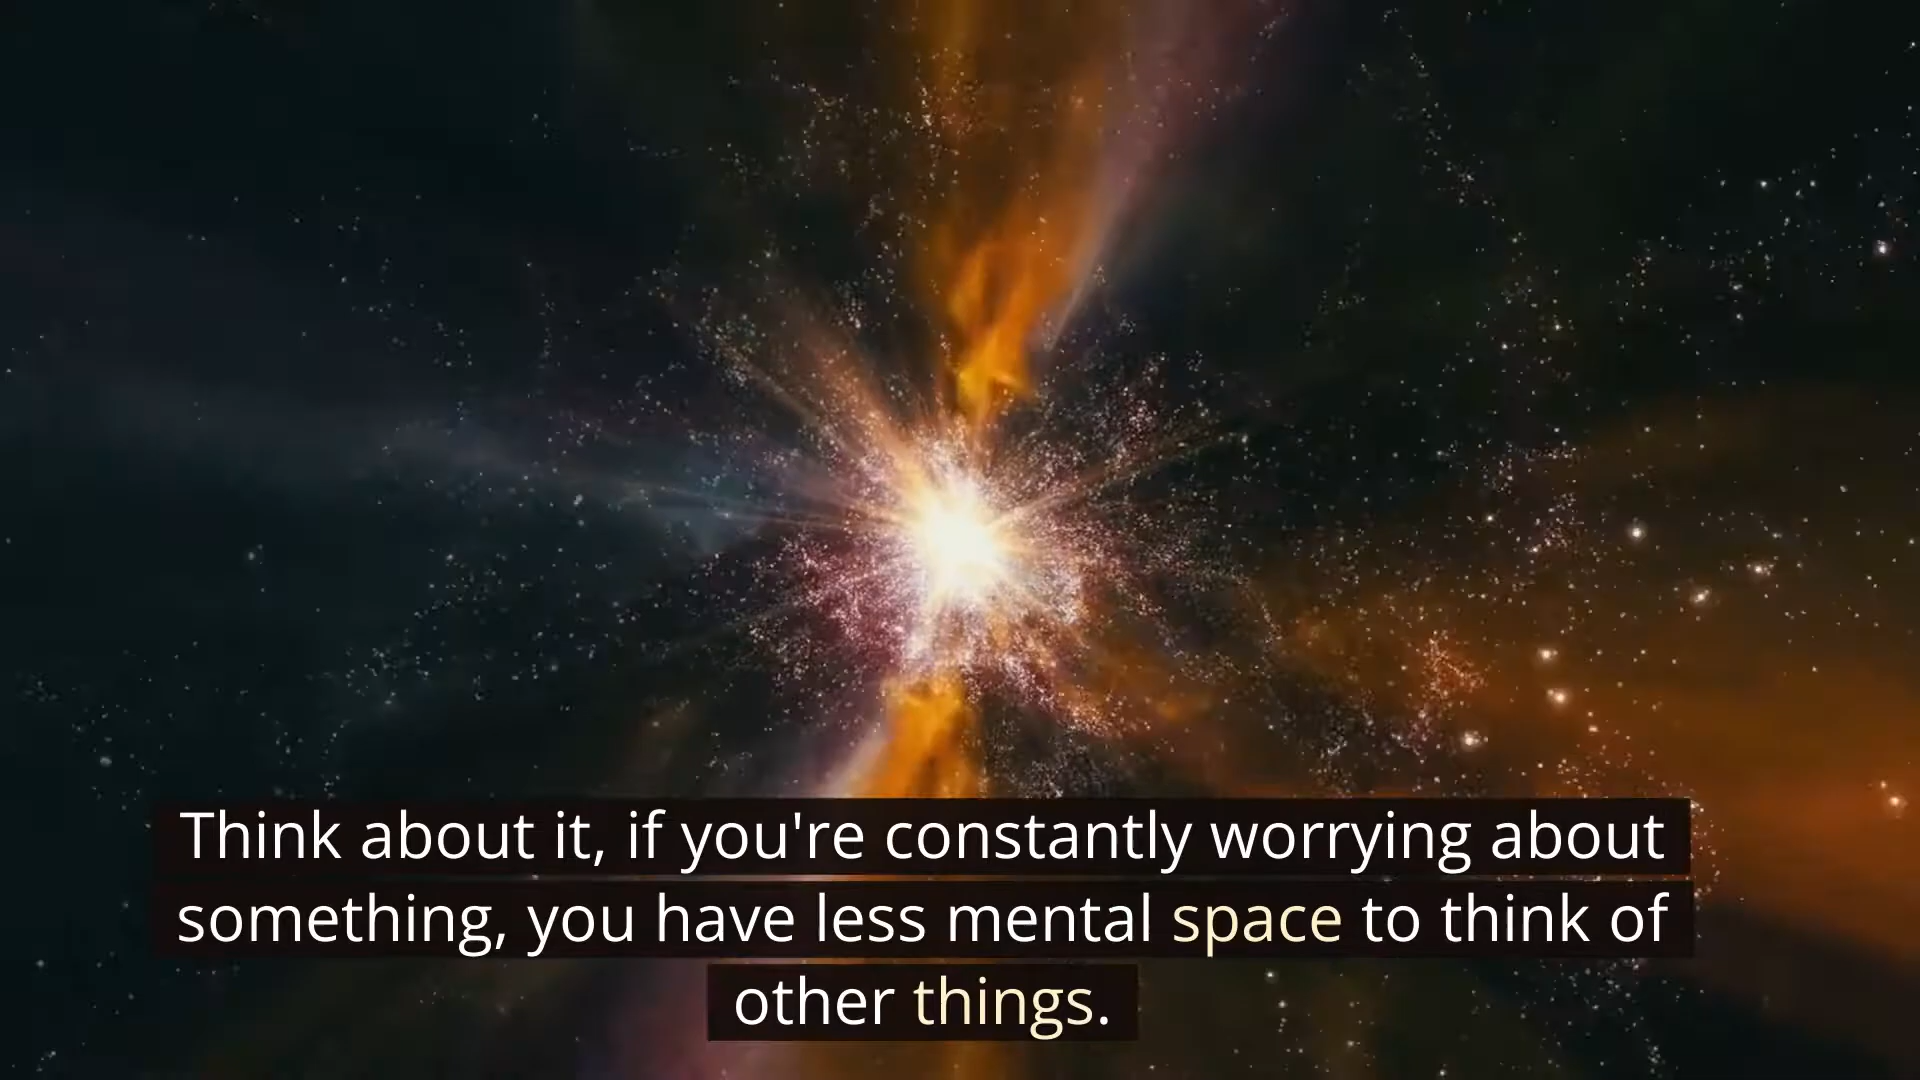 Think about it, if you're constantly worrying about
something, you have less mental space to think of
other things.